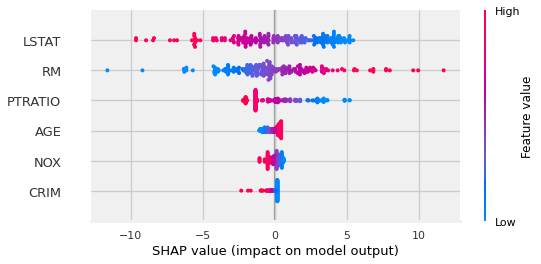 High
LSTAT
RM
PTRATIO
AGE
NOX
CRIM
Feature value
Low
−10 −5 0 5 10
SHAP value (impact on model output)